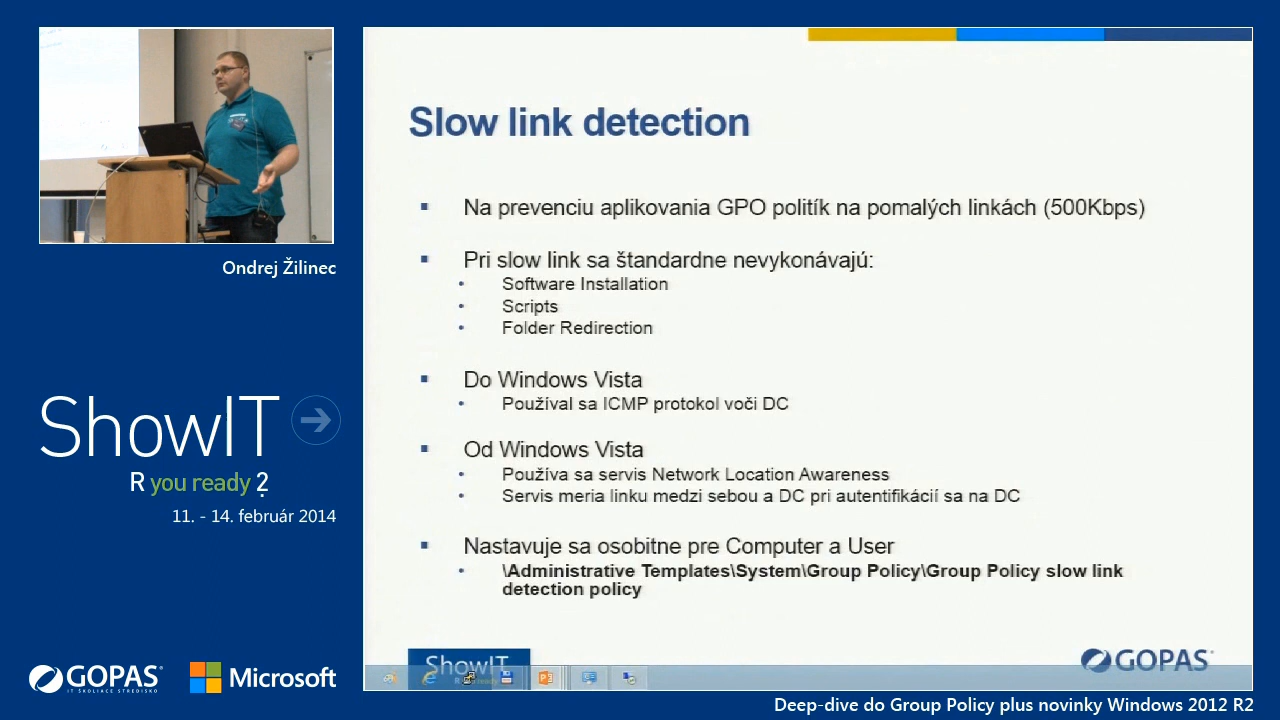 Ondrej Žilinec
ShowIT
R you ready ?
11. - 14. február 2014
GOPAS
IT ŠKOLIACE STREDISKO
Microsoft
Slow link detection
Na prevenciu aplikovania GPO politík na pomalých linkách (500Kbps)
Pri slow link sa štandardne nevykonávajú:
Software Installation
Scripts
Folder Redirection
Do Windows Vista
Používal sa ICMP protokol voči DC
Od Windows Vista
Používa sa servis Network Location Awareness
Servis meria linku medzi sebou a DC pri autentifikácií sa na DC
Nastavuje sa osobitne pre Computer a User
\Administrative Templates\System\Group Policy\Group Policy slow link
detection policy
ShowIT
GOPAS
Deep-dive do Group Policy plus novinky Windows 2012 R2